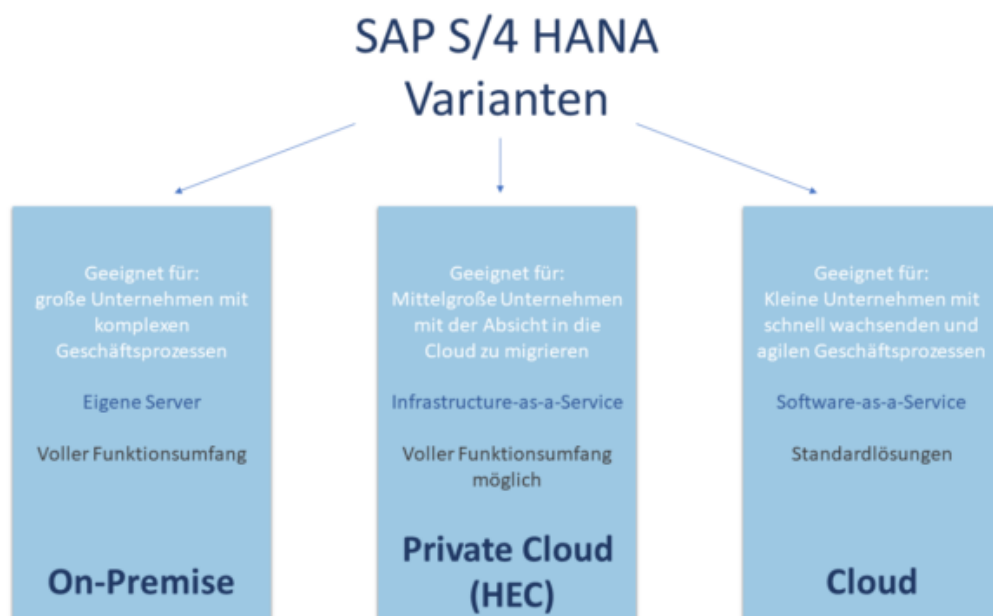 SAP S/4 HANA
Varianten
Geeignet für:
große Unternehmen mit
komplexen
Geschäftsprozessen
Eigene Server
Voller Funktionsumfang
On-Premise
Geeignet für:
Mittelgroße Unternehmen
mit der Absicht in die
Cloud zu migrieren
Infrastructure-as-a-Service
Voller Funktionsumfang
möglich
Private Cloud
(HEC)
Geeignet für:
Kleine Unternehmen mit
schnell wachsenden und
agilen Geschäftsprozessen
Software-as-a-Service
Standardlösungen
Cloud